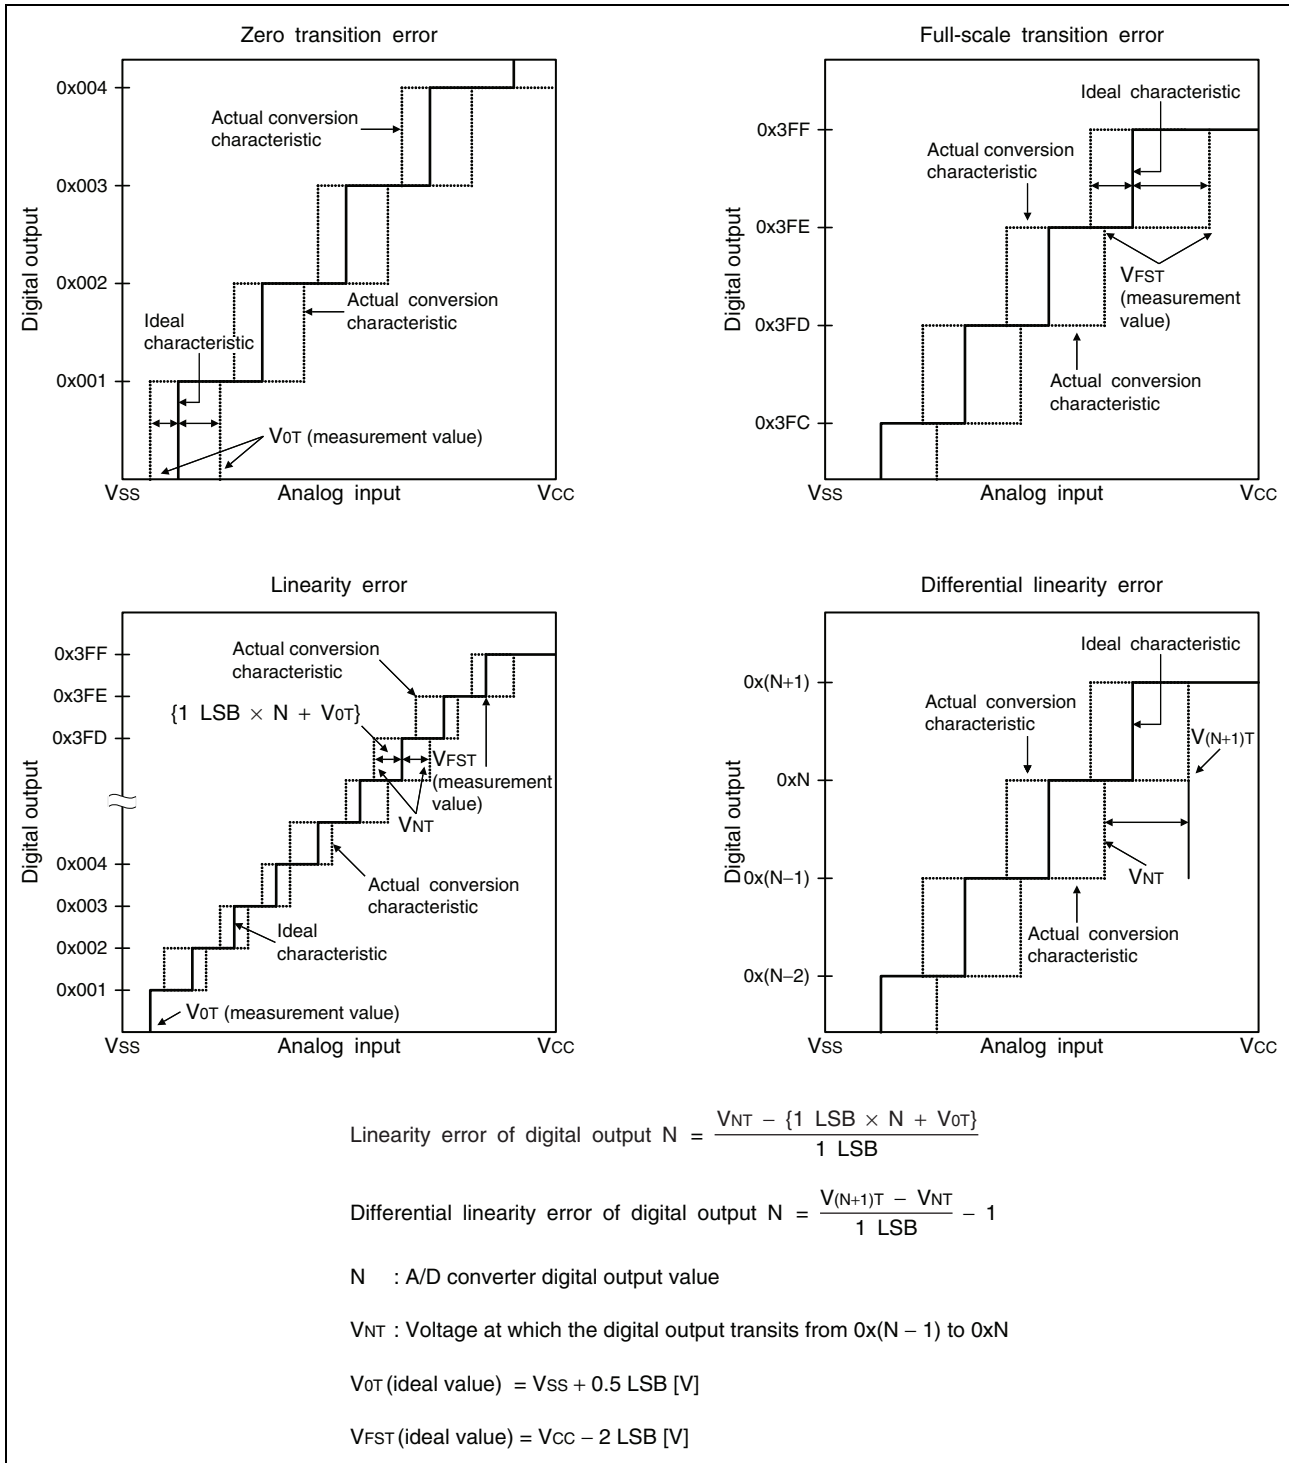 Zero transition error
0x004
0x003
0x002
0x001
Digital output
Actual conversion
characteristic
Actual conversion
characteristic
Ideal
characteristic
V0T (measurement value)
VSS
Analog input
VCC
Full-scale transition error
0x3FF
0x3FE
0x3FD
0x3FC
Digital output
Ideal characteristic
Actual conversion
characteristic
VFST
(measurement
value)
Actual conversion
characteristic
VSS
Analog input
VCC
Linearity error
0x3FF
0x3FE
0x3FD
0x004
0x003
0x002
0x001
Digital output
Actual conversion
characteristic
{1 LSB × N + V0T}
VFST
(measurement
value)
VNT
Actual conversion
characteristic
Ideal
characteristic
V0T (measurement value)
VSS
Analog input
VCC
Differential linearity error
0x(N+1)
0xN
0x(N−1)
0x(N−2)
Digital output
Ideal characteristic
Actual conversion
characteristic
V(N+1)T
VNT
Actual conversion
characteristic
VSS
Analog input
VCC
Linearity error of digital output N = VNT − {1 LSB × N + V0T}
1 LSB
Differential linearity error of digital output N = V(N+1)T − VNT
1 LSB
− 1
N : A/D converter digital output value
VNT : Voltage at which the digital output transits from 0x(N − 1) to 0xN
V0T (ideal value) = VSS + 0.5 LSB [V]
VFST (ideal value) = VCC − 2 LSB [V]